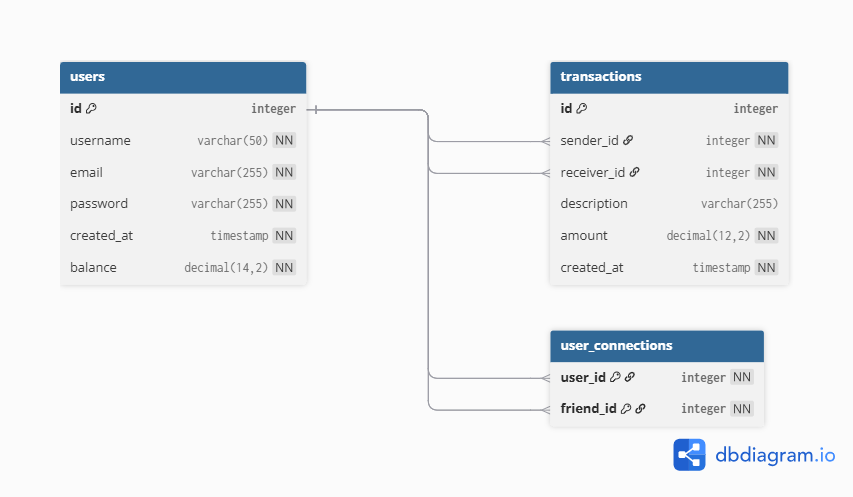 users
id integer
username varchar(50) NN
email varchar(255) NN
password varchar(255) NN
created_at timestamp NN
balance decimal(14,2) NN
transactions
id integer
sender_id integer NN
receiver_id integer NN
description varchar(255)
amount decimal(12,2) NN
created_at timestamp NN
user_connections
user_id integer NN
friend_id integer NN
dbdiagram.io